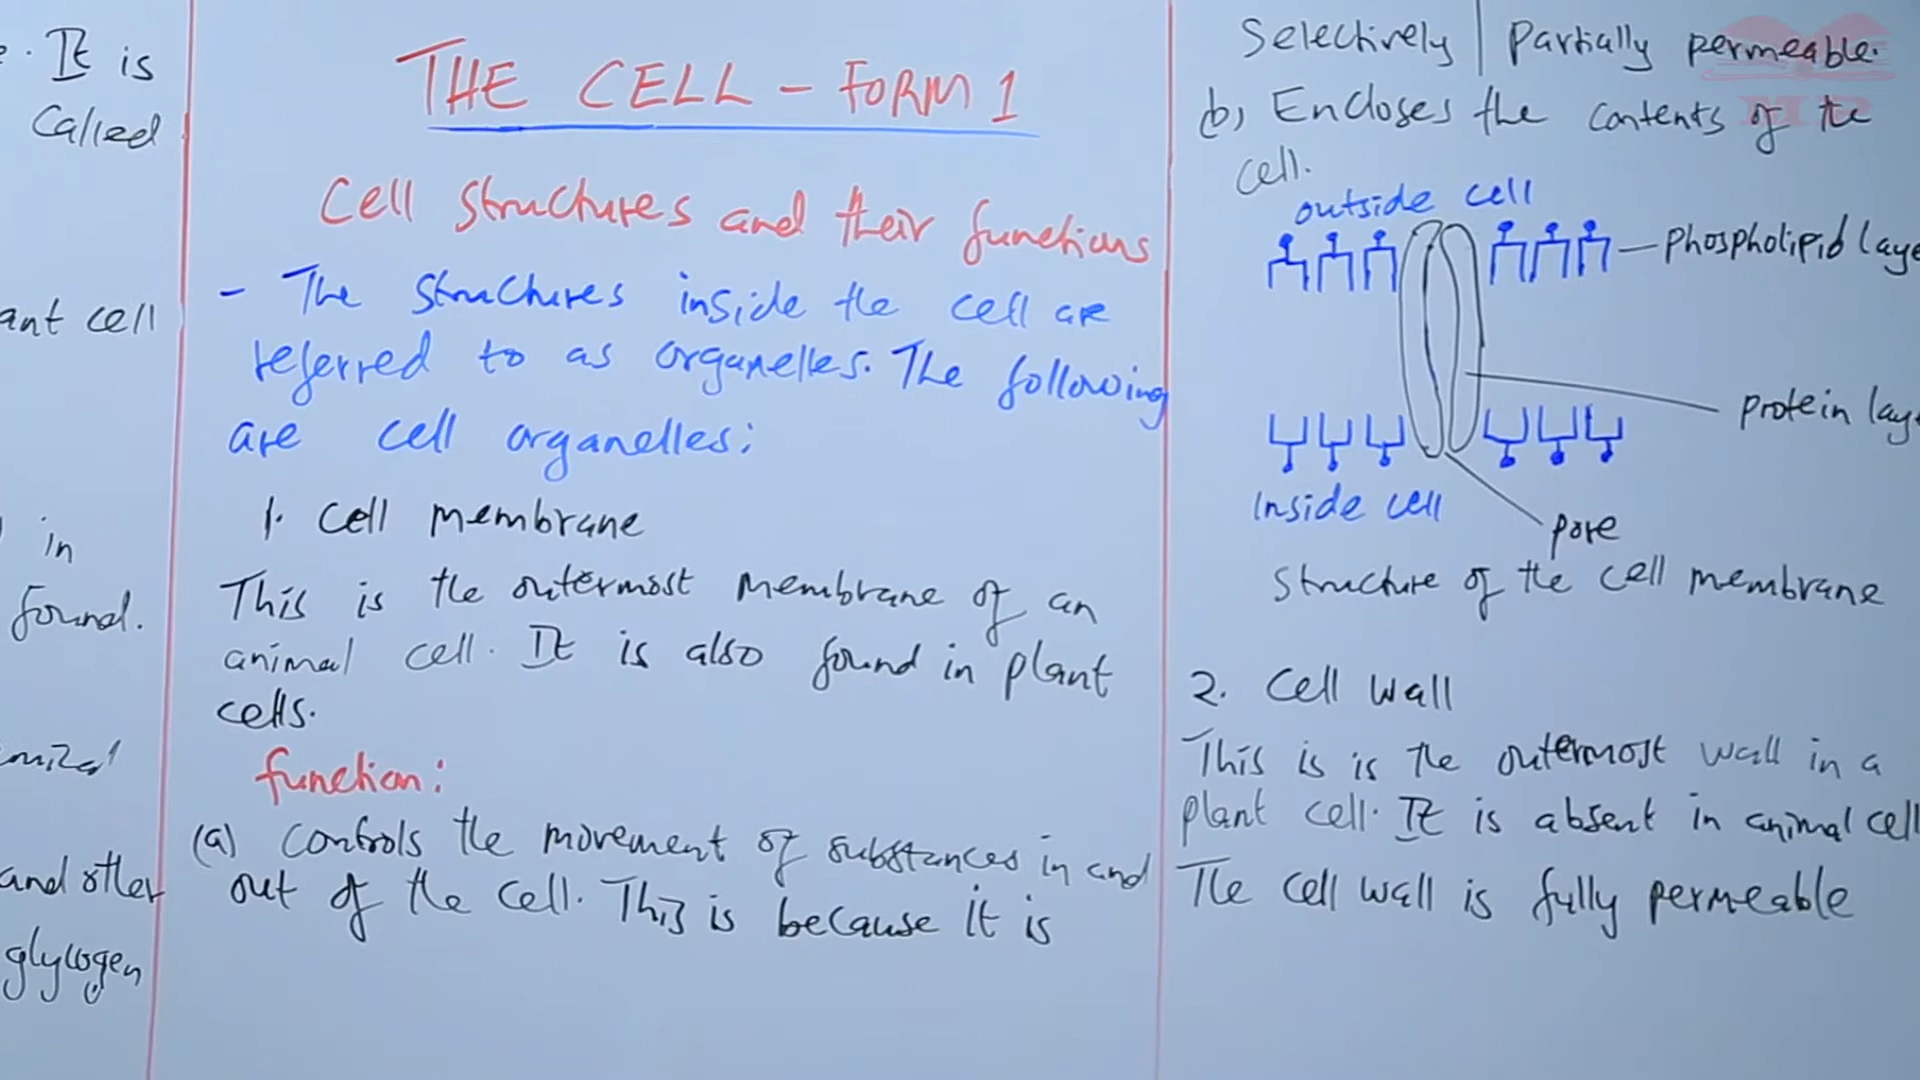 . It is
called
ant cell
in
found.
and other
glycogen
THE CELL - FORM 1
Cell structures and their functions
- The structures inside the cell are
referred to as organelles. The following
are cell organelles:
1. Cell membrane
This is the outermost membrane of an
animal cell. It is also found in plant
cells.
function:
(a) Controls the movement of substances in and
out of the cell. This is because it is
Selectively | Partially permeable.
b) Encloses the contents of the
cell.
outside cell
phospholipid laye
protein lay
Inside cell
pore
Structure of the cell membrane
2. Cell wall
This is is the outermost wall in a
plant cell. It is absent in animal cell
The cell wall is fully permeable